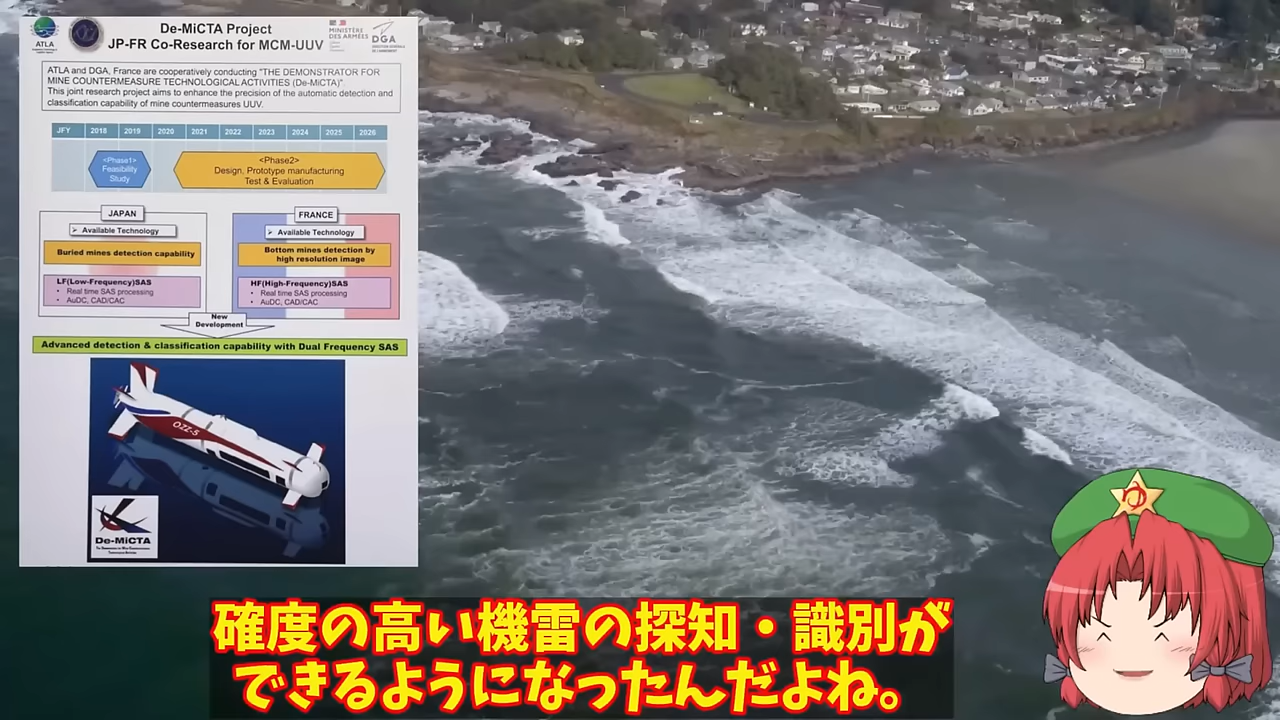 De-MiCTA Project
JP-FR Co-Research for MCM-UUV
ATLA
MINISTÈRE
DES ARMÉES
DGA
ATLA and DGA, France are cooperatively conducting "THE DEMONSTRATOR FOR
MINE COUNTERMEASURE TECHNOLOGICAL ACTIVITIES (De-MiCTA)"
This joint research project aims to enhance the precision of the automatic detection and
classification capability of mine countermeasures UUV.
JFY 2018 2019 2020 2021 2022 2023 2024 2025 2026
<Phase1>
Feasibility
Study
<Phase2>
Design, Prototype manufacturing
Test & Evaluation
JAPAN
➢ Available Technology
Buried mines detection capability
LF(Low-Frequency)SAS
• Real time SAS processing
• AuDC, CAD/CAC
FRANCE
➢ Available Technology
Bottom mines detection by
high resolution image
HF(High-Frequency)SAS
• Real time SAS processing
• AuDC, CAD/CAC
New
Development
Advanced detection & classification capability with Dual Frequency SAS
OZZ-5
De-MiCTA
ゆ
確度の高い機雷の探知・識別が
できるようになったんだよね。